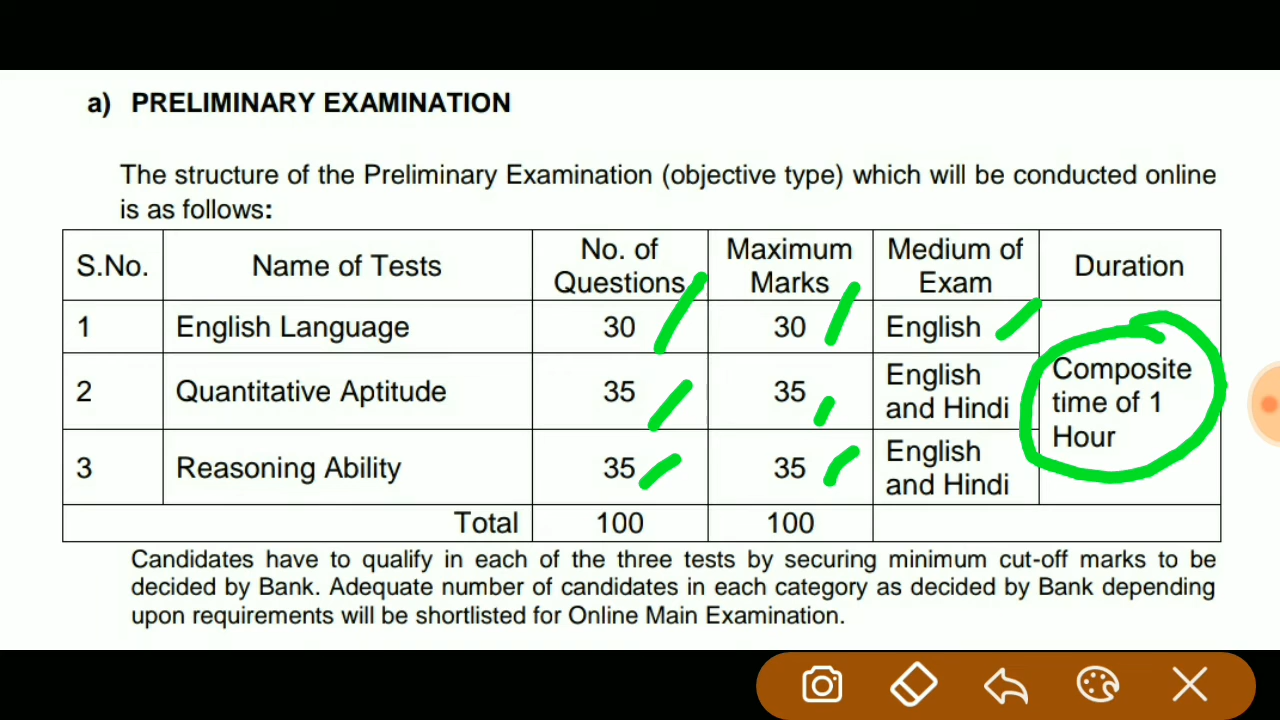 a) PRELIMINARY EXAMINATION
The structure of the Preliminary Examination (objective type) which will be conducted online
is as follows:
S.No. Name of Tests No. of Questions Maximum Marks Medium of Exam Duration
1 English Language 30 30 English Composite time of 1 Hour
2 Quantitative Aptitude 35 35 English and Hindi
3 Reasoning Ability 35 35 English and Hindi
Total 100 100
Candidates have to qualify in each of the three tests by securing minimum cut-off marks to be
decided by Bank. Adequate number of candidates in each category as decided by Bank depending
upon requirements will be shortlisted for Online Main Examination.